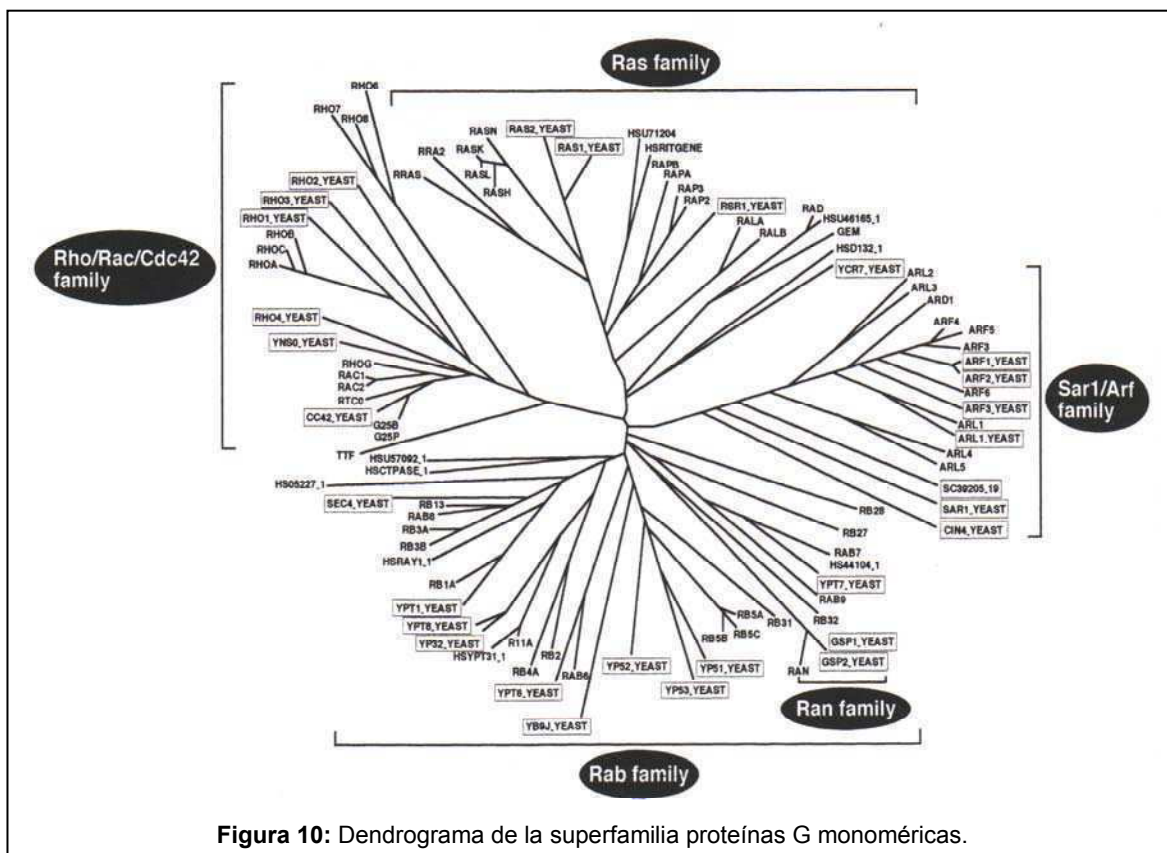 Ras family
RHO6
RHO7
RHO8
RASN
RAS2_YEAST
HSU71204
RASK
RAS1_YEAST
HSRITGENE
RRA2
RASL
RAPB
RAPA
RRAS
RASH
RAP3
RAP2
RHO2_YEAST
RSR1_YEAST
RAD
RHO3_YEAST
RALA
HSU46165_1
RHO1_YEAST
RALB
GEM
RHOB
HSD132_1
RHOC
RHOA
YCR7_YEAST
Rho/Rac/Cdc42
family
ARL2
ARL3
ARD1
RHO4_YEAST
ARF4
ARF5
YNS0_YEAST
ARF3
RHOG
ARF1_YEAST
RAC1
ARF2_YEAST
RAC2
ARF6
Sar1/Arf
family
RTC0
ARF3_YEAST
CC42_YEAST
G25B
ARL1
G25P
ARL1_YEAST
TTF
HSU57092_1
ARL4
HSCTPASE_1
ARL5
HS05227_1
SC39205_19
SEC4_YEAST
RB13
RB28
SAR1_YEAST
RAB8
RB3A
RB27
CIN4_YEAST
RB3B
RAB7
HSRAY1_1
HS44104_1
RB1A
YPT7_YEAST
YPT1_YEAST
RAB9
YPT8_YEAST
RB5A
RB31
RB32
YP32_YEAST
R11A
RB5B
RB5C
GSP1_YEAST
HSYPT31_1
RB2
GSP2_YEAST
RB4A
RAB6
YP52_YEAST
YP51_YEAST
RAN
YPT6_YEAST
YP53_YEAST
Ran family
YB9J_YEAST
Rab family
Figura 10: Dendrograma de la superfamilia proteínas G monoméricas.